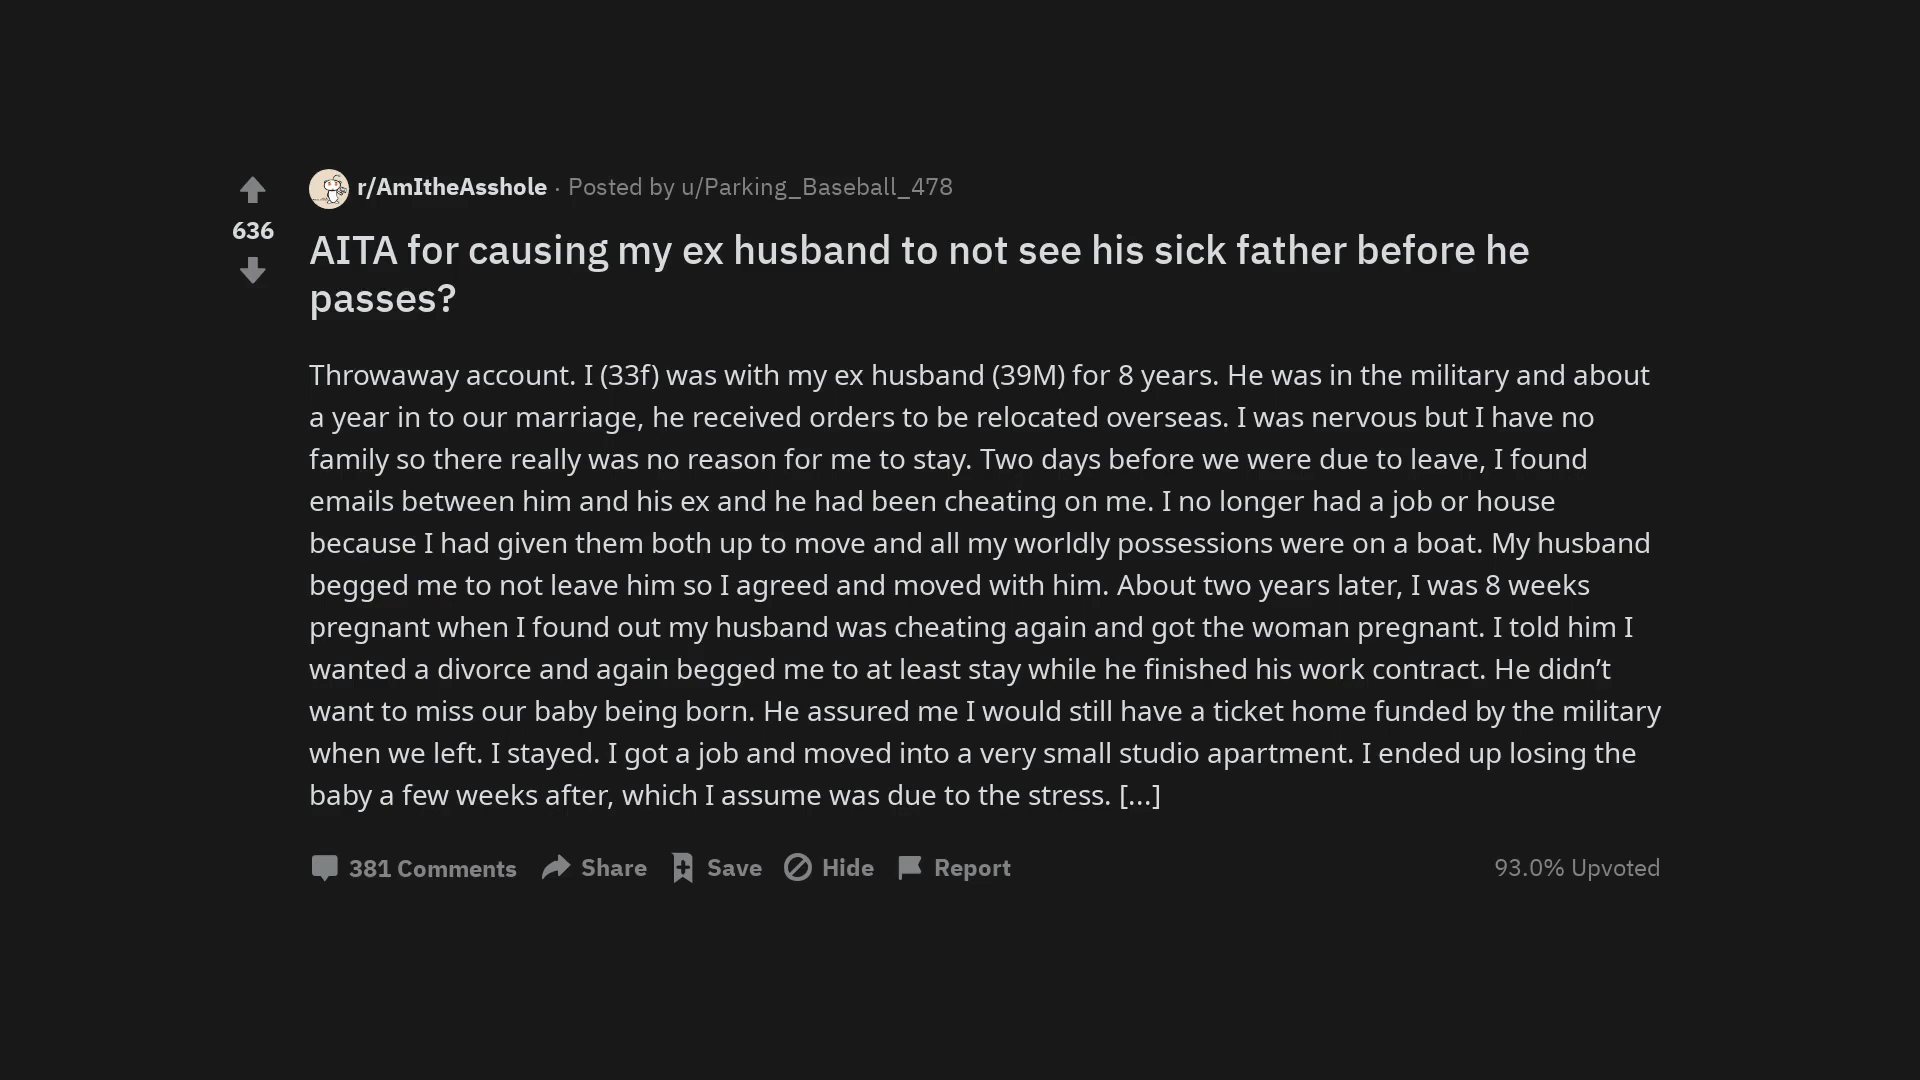 r/AmItheAsshole · Posted by u/Parking_Baseball_478
636
AITA for causing my ex husband to not see his sick father before he
passes?
Throwaway account. I (33f) was with my ex husband (39M) for 8 years. He was in the military and about
a year in to our marriage, he received orders to be relocated overseas. I was nervous but I have no
family so there really was no reason for me to stay. Two days before we were due to leave, I found
emails between him and his ex and he had been cheating on me. I no longer had a job or house
because I had given them both up to move and all my worldly possessions were on a boat. My husband
begged me to not leave him so I agreed and moved with him. About two years later, I was 8 weeks
pregnant when I found out my husband was cheating again and got the woman pregnant. I told him I
wanted a divorce and again begged me to at least stay while he finished his work contract. He didn’t
want to miss our baby being born. He assured me I would still have a ticket home funded by the military
when we left. I stayed. I got a job and moved into a very small studio apartment. I ended up losing the
baby a few weeks after, which I assume was due to the stress. [...]
381 Comments Share Save Hide Report 93.0% Upvoted